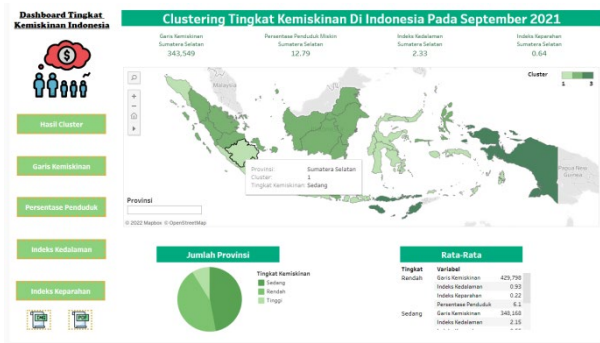 Dashboard Tingkat
Kemiskinan Indonesia
Clustering Tingkat Kemiskinan Di Indonesia Pada September 2021
Garis Kemiskinan
Sumatera Selatan
343,549
Persentase Penduduk Miskin
Sumatera Selatan
12.79
Indeks Kedalaman
Sumatera Selatan
2.33
Indeks Keparahan
Sumatera Selatan
0.64
Hasil Cluster
Garis Kemiskinan
Persentase Penduduk
Indeks Kedalaman
Indeks Keparahan
Cluster
1 3
Malaysia
Papua New
Guinea
Provinsi Sumatera Selatan
Cluster 1
Tingkat Kemiskinan Sedang
Provinsi
© 2022 Mapbox © OpenStreetMap
Jumlah Provinsi
Tingkat Kemiskinan
Sedang
Rendah
Tinggi
Rata-Rata
Tingkat Variabel
Rendah Garis Kemiskinan 429,790
Indeks Kedalaman 0.93
Indeks Keparahan 0.22
Persentase Penduduk 6.1
Sedang Garis Kemiskinan 348,168
Indeks Kedalaman 2.15